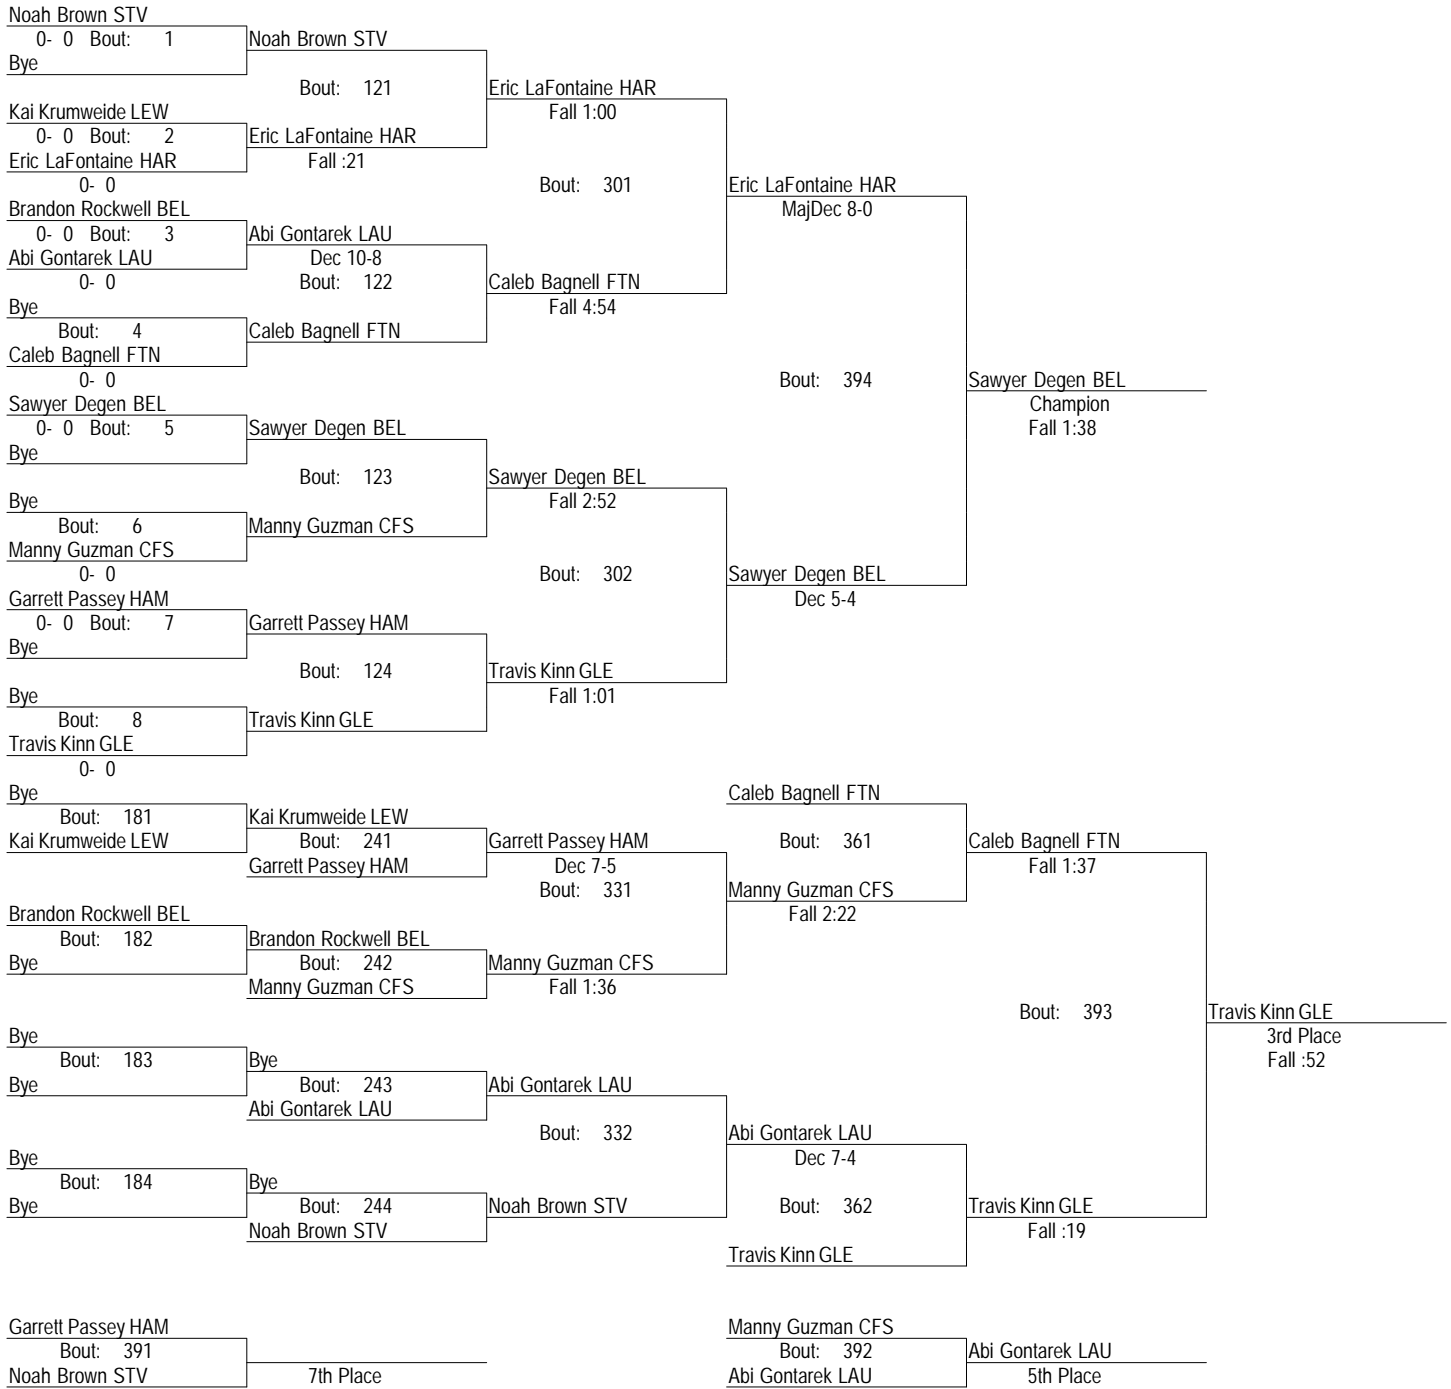 Noah Brown STV
0- 0 Bout: 1 Noah Brown STV
Bye
Bout: 121 Eric LaFontaine HAR
Kai Krumweide LEW Fall 1:00
0- 0 Bout: 2 Eric LaFontaine HAR
Eric LaFontaine HAR Fall :21
0- 0 Bout: 301 Eric LaFontaine HAR
Brandon Rockwell BEL MajDec 8-0
0- 0 Bout: 3 Abi Gontarek LAU
Abi Gontarek LAU Dec 10-8
0- 0 Bout: 122 Caleb Bagnell FTN
Bye Fall 4:54
Bout: 4 Caleb Bagnell FTN
Caleb Bagnell FTN
0- 0 Bout: 394 Sawyer Degen BEL
Sawyer Degen BEL Champion
0- 0 Bout: 5 Sawyer Degen BEL Fall 1:38
Bye
Bout: 123 Sawyer Degen BEL
Bye Fall 2:52
Bout: 6 Manny Guzman CFS
Manny Guzman CFS
0- 0 Bout: 302 Sawyer Degen BEL
Garrett Passey HAM Dec 5-4
0- 0 Bout: 7 Garrett Passey HAM
Bye
Bout: 124 Travis Kinn GLE
Bye Fall 1:01
Bout: 8 Travis Kinn GLE
Travis Kinn GLE
0- 0
Bye Caleb Bagnell FTN
Bout: 181 Kai Krumweide LEW
Kai Krumweide LEW Bout: 241 Garrett Passey HAM Bout: 361 Caleb Bagnell FTN
Garrett Passey HAM Dec 7-5 Fall 1:37
Bout: 331 Manny Guzman CFS
Brandon Rockwell BEL Fall 2:22
Bout: 182 Brandon Rockwell BEL
Bye Bout: 242 Manny Guzman CFS
Manny Guzman CFS Fall 1:36
Bout: 393 Travis Kinn GLE
Bye 3rd Place
Bout: 183 Bye Fall :52
Bye Bout: 243 Abi Gontarek LAU
Abi Gontarek LAU
Bout: 332 Abi Gontarek LAU
Bye Dec 7-4
Bout: 184 Bye
Bye Bout: 244 Noah Brown STV Bout: 362 Travis Kinn GLE
Noah Brown STV Fall :19
Travis Kinn GLE
Garrett Passey HAM Manny Guzman CFS
Bout: 391 Bout: 392 Abi Gontarek LAU
Noah Brown STV 7th Place Abi Gontarek LAU 5th Place